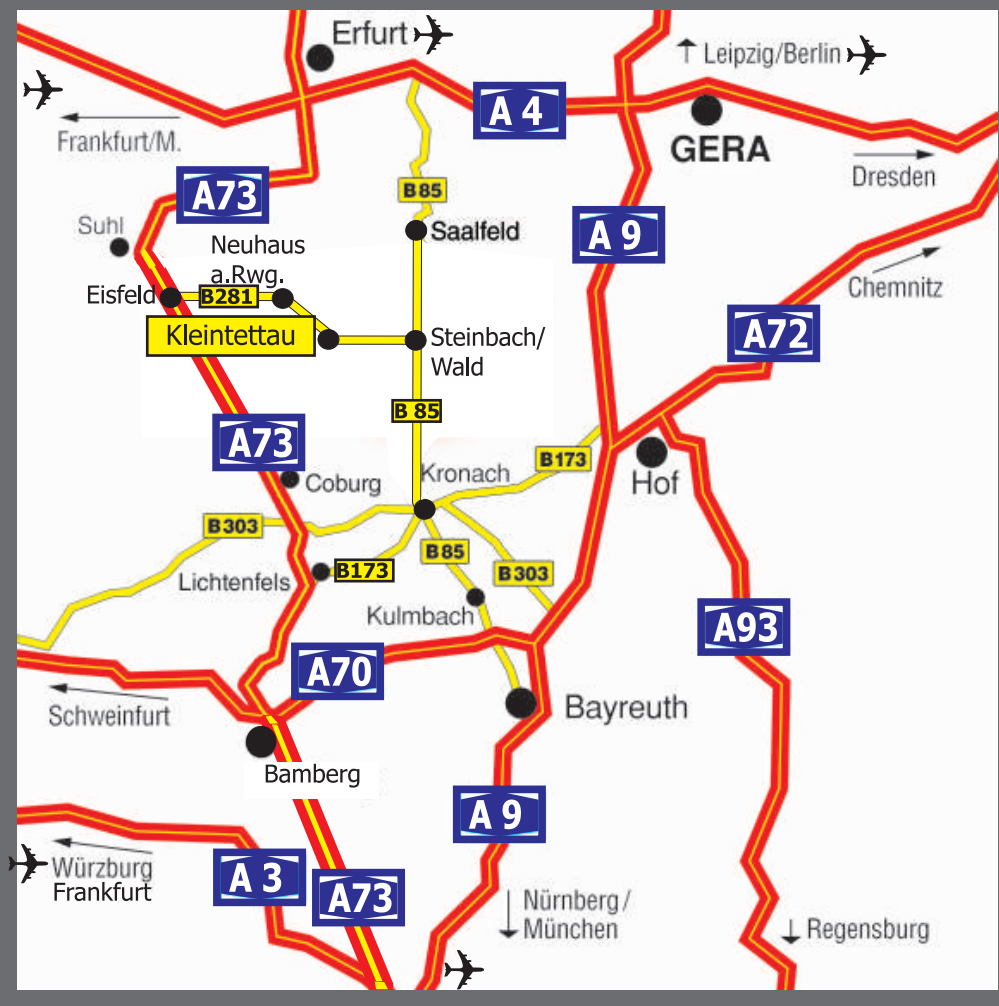 Erfurt
Leipzig/Berlin
A 4
Frankfurt/M.
GERA
Dresden
B 85
A73
Suhl
Saalfeld
A 9
Neuhaus
a.Rwg.
Chemnitz
Eisfeld
B281
Kleintettau
Steinbach/
Wald
A72
B 85
A73
Kronach
B173
Coburg
Hof
B303
B85
B173
B303
Lichtenfels
Kulmbach
A93
A70
Schweinfurt
Bayreuth
Bamberg
A 9
Würzburg
Frankfurt
A 3
A73
Nürnberg /
München
Regensburg